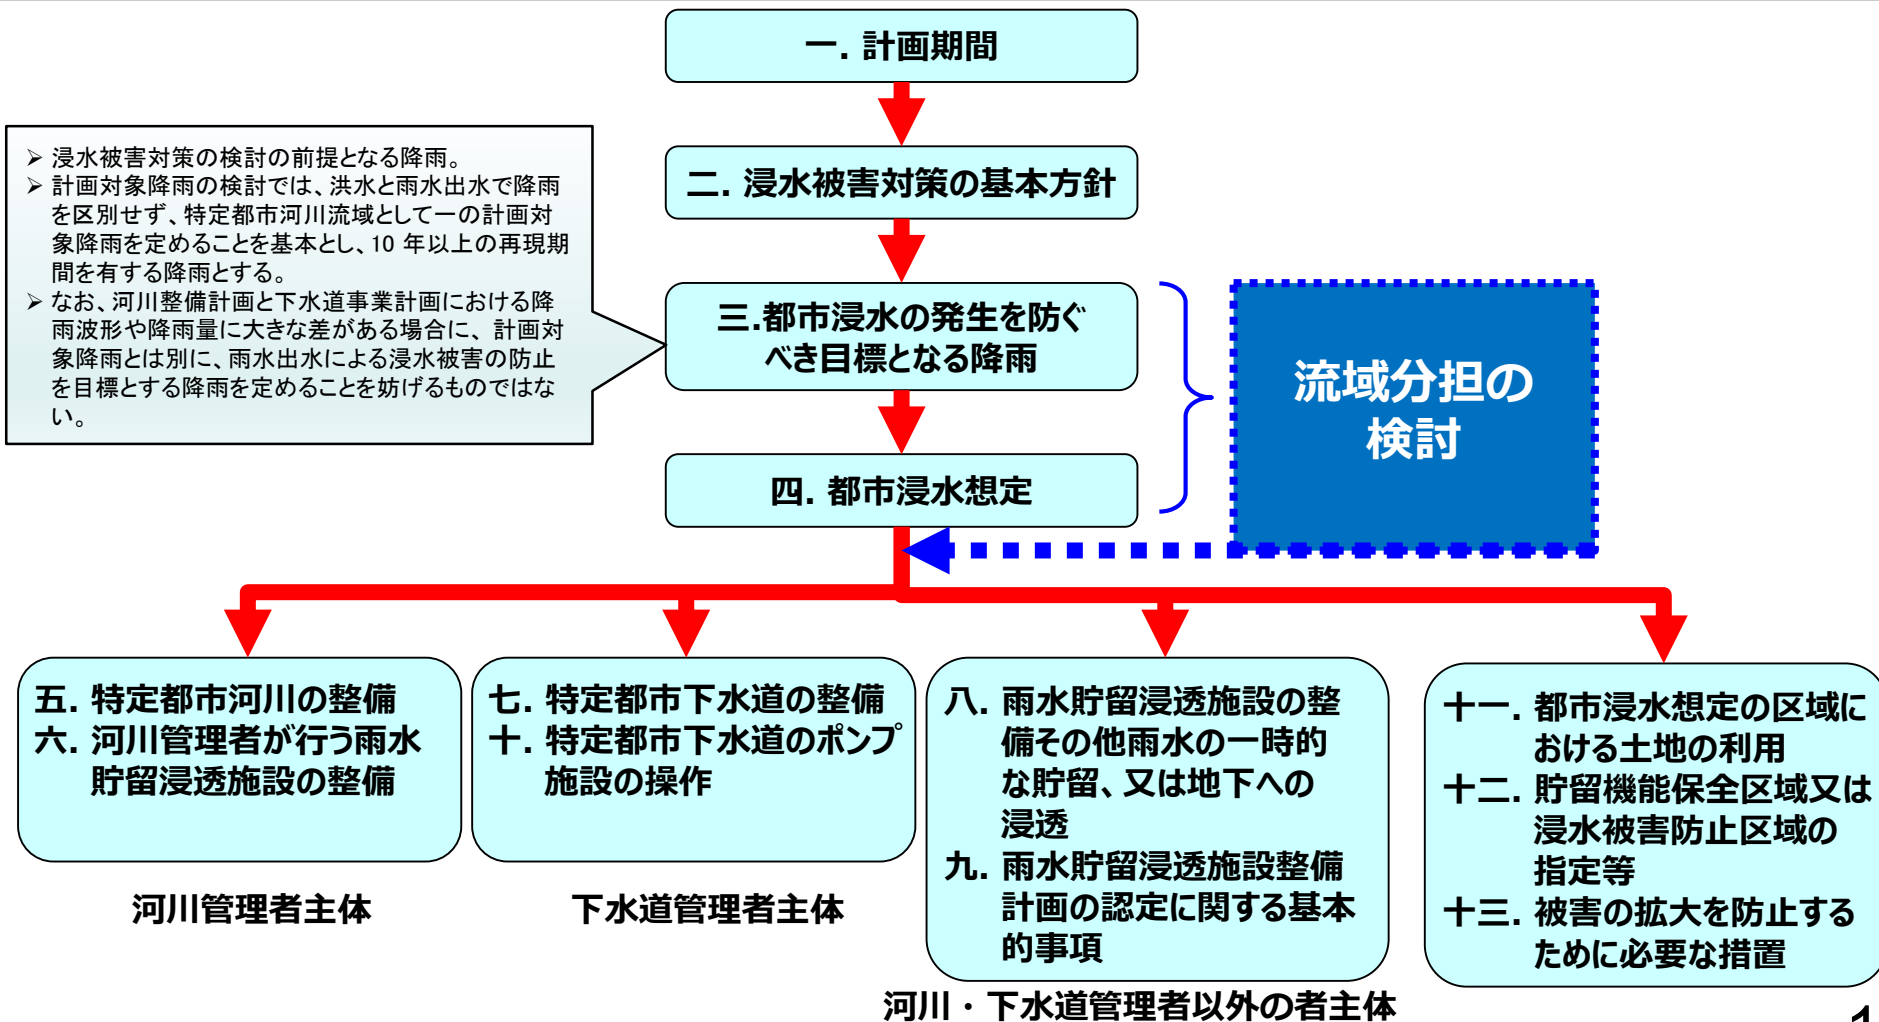 一. 計画期間
二. 浸水被害対策の基本方針
➢ 浸水被害対策の検討の前提となる降雨。
➢ 計画対象降雨の検討では、洪水と雨水出水で降雨
を区別せず、特定都市河川流域として一の計画対
象降雨を定めることを基本とし、10 年以上の再現期
間を有する降雨とする。
➢ なお、河川整備計画と下水道事業計画における降
雨波形や降雨量に大きな差がある場合に、計画対
象降雨とは別に、雨水出水による浸水被害の防止
を目標とする降雨を定めることを妨げるものではな
い。
三.都市浸水の発生を防ぐ
べき目標となる降雨
四. 都市浸水想定
流域分担の
検討
五. 特定都市河川の整備
六. 河川管理者が行う雨水
貯留浸透施設の整備
河川管理者主体
七. 特定都市下水道の整備
十. 特定都市下水道のポンプ
施設の操作
下水道管理者主体
八. 雨水貯留浸透施設の整
備その他雨水の一時的
な貯留、又は地下への
浸透
九. 雨水貯留浸透施設整備
計画の認定に関する基本
的事項
河川・下水道管理者以外の者主体
十一. 都市浸水想定の区域に
おける土地の利用
十二. 貯留機能保全区域又は
浸水被害防止区域の
指定等
十三. 被害の拡大を防止する
ために必要な措置
1